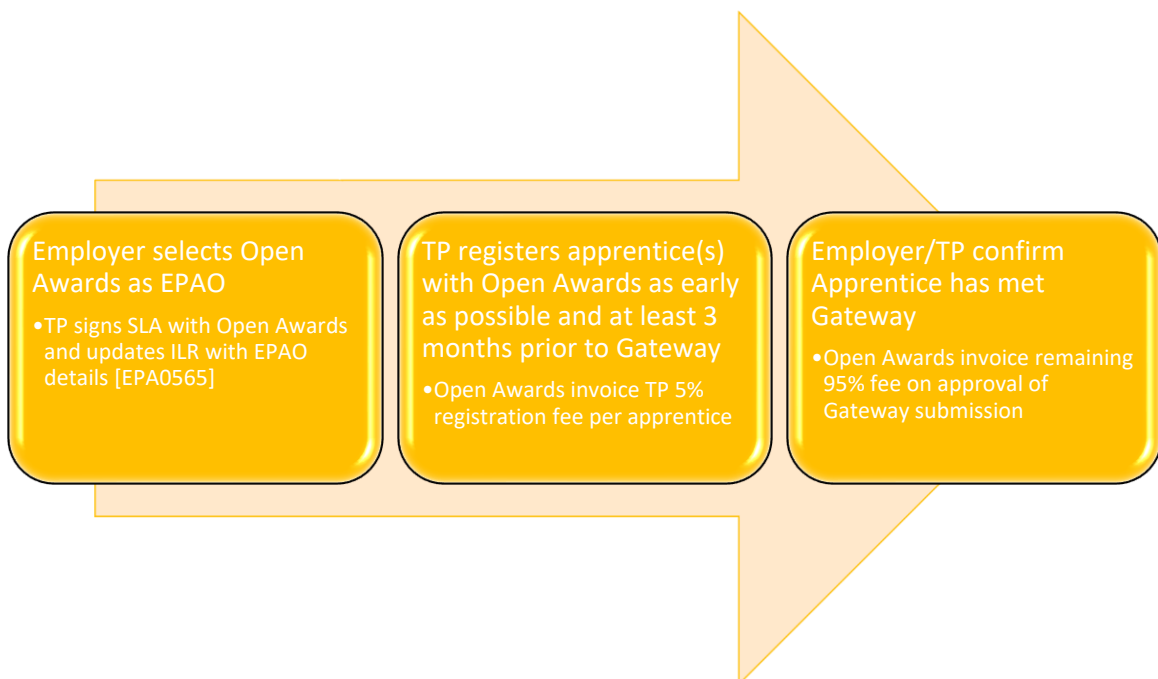 Employer selects Open
Awards as EPAO
•TP signs SLA with Open Awards
and updates ILR with EPAO
details [EPA0565]
TP registers apprentice(s)
with Open Awards as early
as possible and at least 3
months prior to Gateway
•Open Awards invoice TP 5%
registration fee per apprentice
Employer/TP confirm
Apprentice has met
Gateway
•Open Awards invoice remaining
95% fee on approval of
Gateway submission